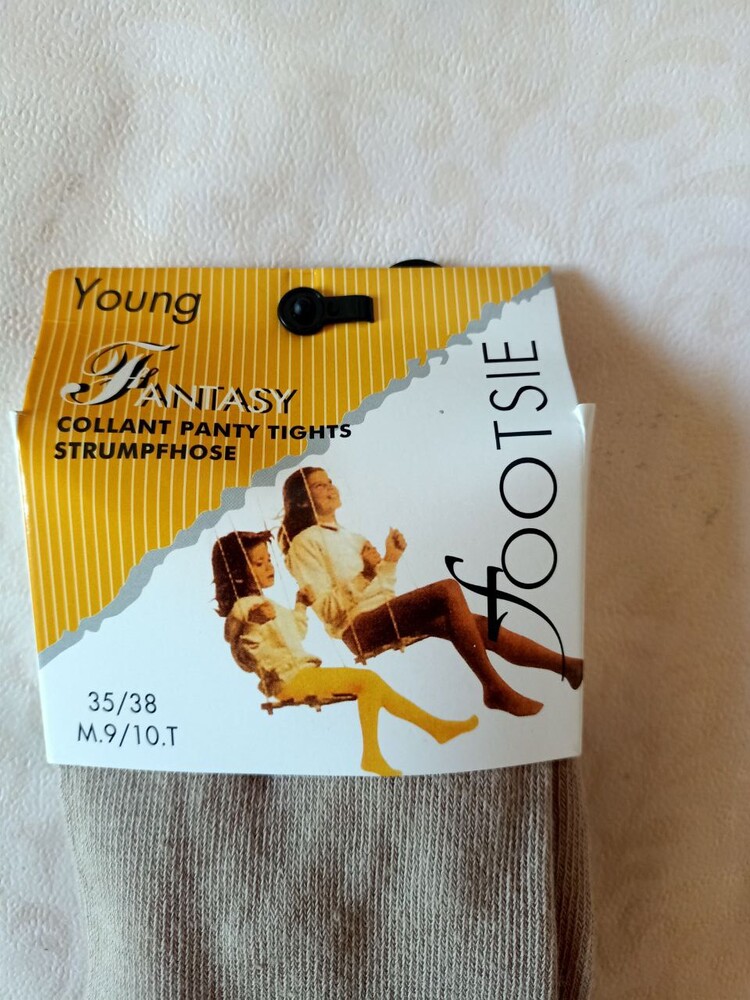 Young
FANTASY
COLLANT PANTY TIGHTS
STRUMPFHOSE
fOOTSIE
35/38
M.9/10.T